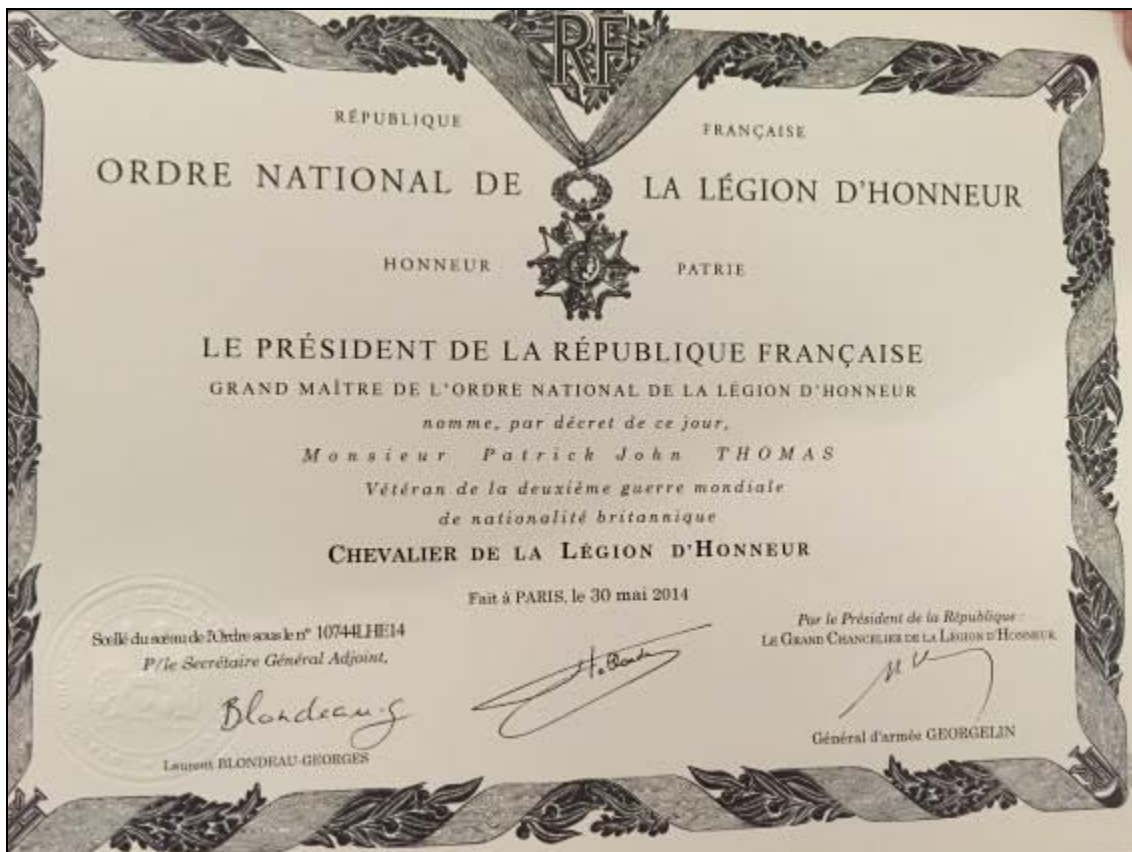 RF
RÉPUBLIQUE FRANÇAISE
ORDRE NATIONAL DE LA LÉGION D'HONNEUR
HONNEUR PATRIE
LE PRÉSIDENT DE LA RÉPUBLIQUE FRANÇAISE
GRAND MAÎTRE DE L'ORDRE NATIONAL DE LA LÉGION D'HONNEUR
nomme, par décret de ce jour,
Monsieur Patrick John THOMAS
Vétéran de la deuxième guerre mondiale
de nationalité britannique
CHEVALIER DE LA LÉGION D'HONNEUR
Fait à PARIS, le 30 mai 2014
Scellé du sceau de l'Ordre sous le n° 10744LHE14
P/le Secrétaire Général Adjoint,
Blondeau-G
Laurent BLONDEAU-GEORGES
Par le Président de la République :
LE GRAND CHANCELIER DE LA LÉGION D'HONNEUR
Général d'armée GEORGELIN